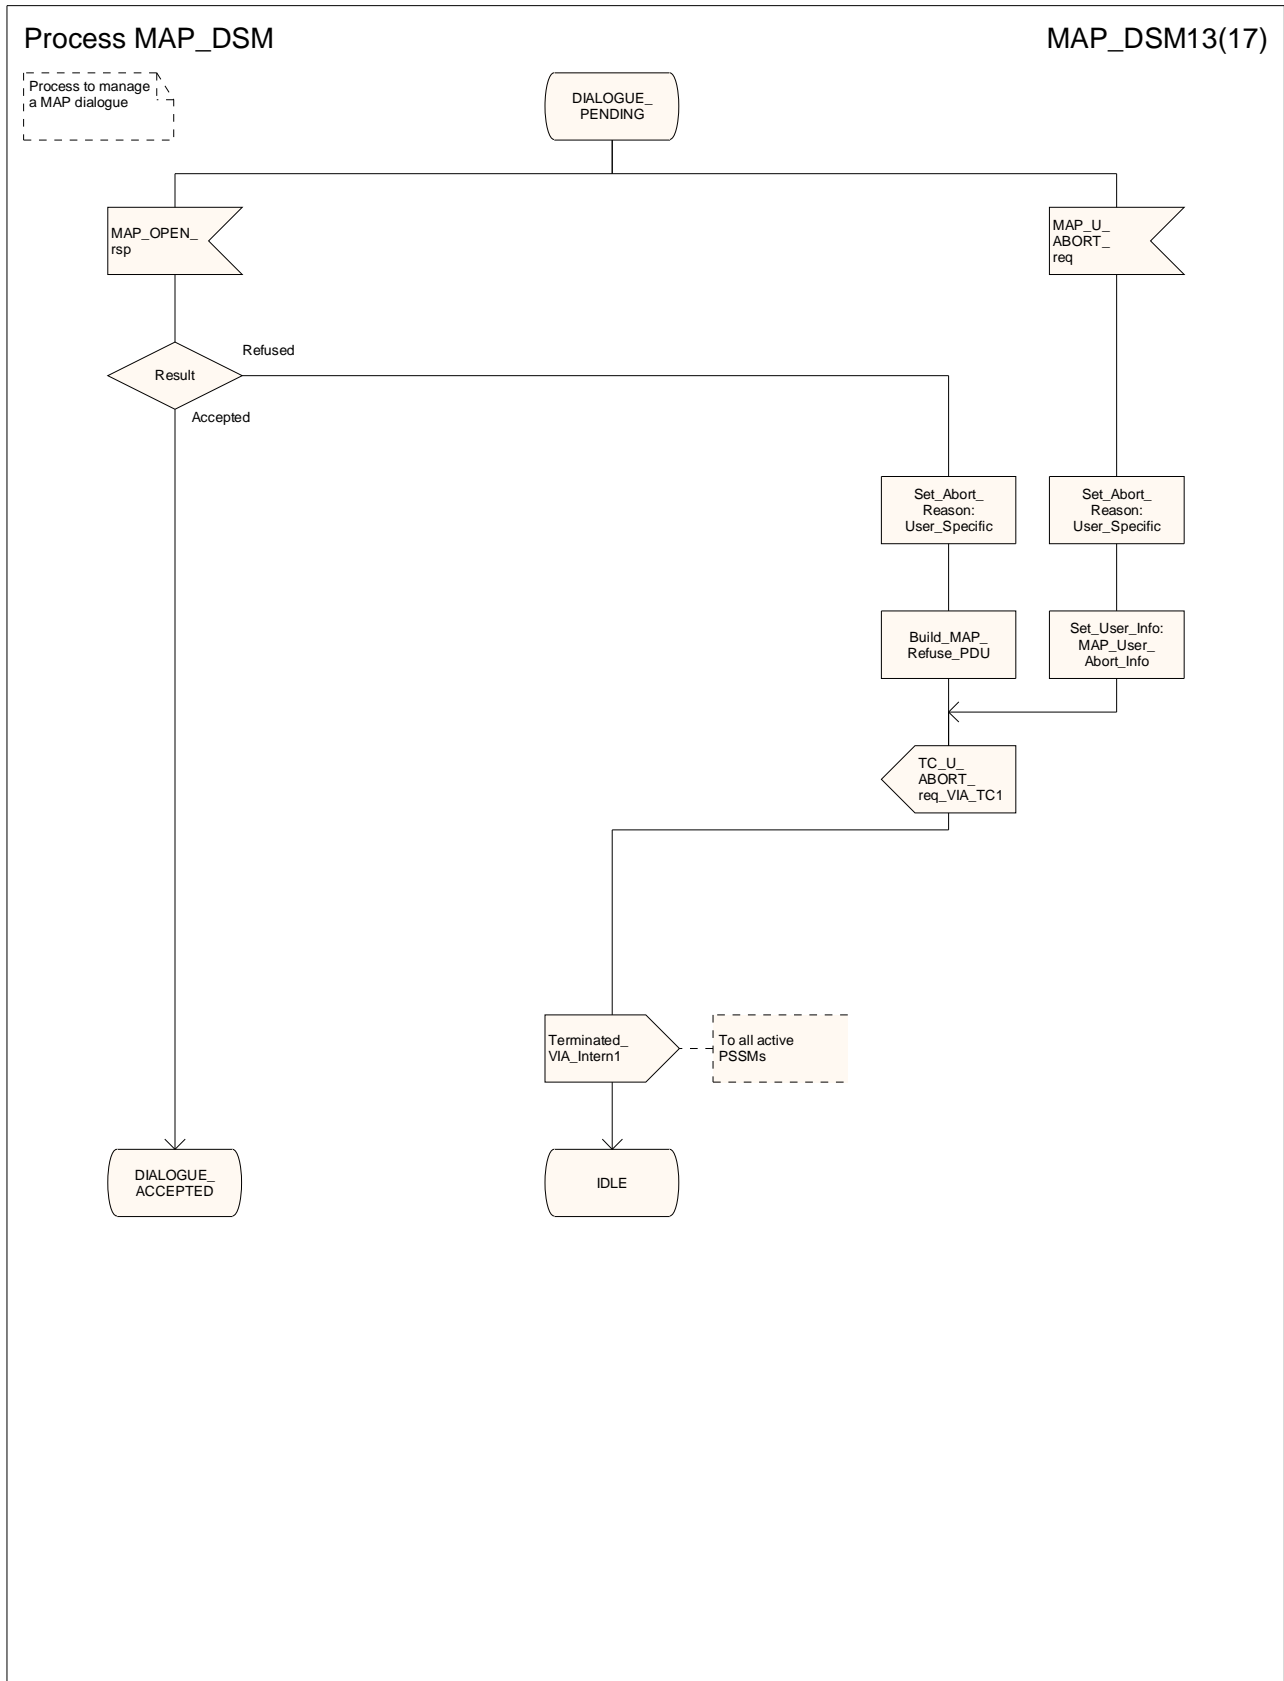 Process MAP_DSM
MAP_DSM13(17)
Process to manage
a MAP dialogue
DIALOGUE_
PENDING
MAP_OPEN_
rsp
MAP_U_
ABORT_
req
Result
Refused
Accepted
Set_Abort_
Reason:
User_Specific
Set_Abort_
Reason:
User_Specific
Build_MAP_
Refuse_PDU
Set_User_Info:
MAP_User_
Abort_Info
TC_U_
ABORT_
req_VIA_TC1
Terminated_
VIA_Intern1
To all active
PSSMs
DIALOGUE_
ACCEPTED
IDLE